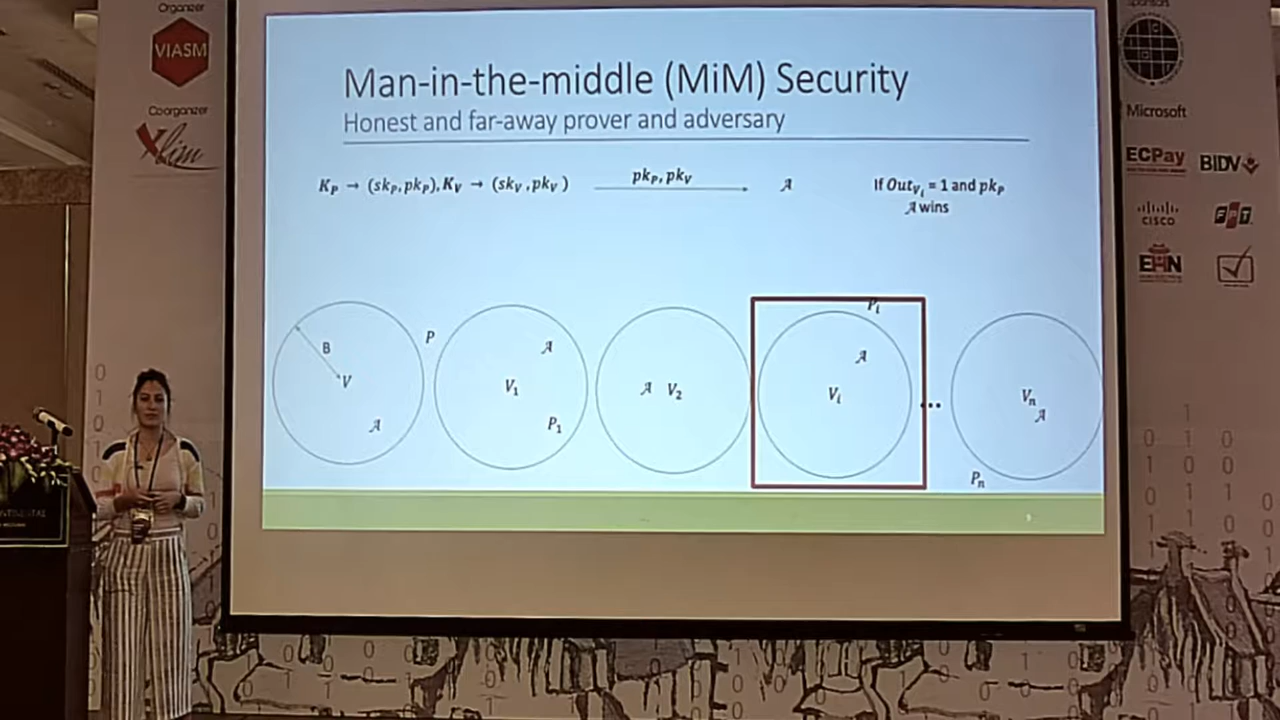 Organizer
VIASM
Coorganizer
Xlim
Sponsors
Microsoft
ECPay
BIDV
CISCO
FPT
Man-in-the-middle (MiM) Security
Honest and far-away prover and adversary
K_P → (sk_P, pk_P), K_V → (sk_V, pk_V)
pk_P, pk_V
𝒜
If Out_{V_i} = 1 and pk_P
𝒜 wins
B
V
𝒜
P
V_1
𝒜
P_1
𝒜 V_2
P_i
𝒜
V_i
...
V_n
𝒜
P_n